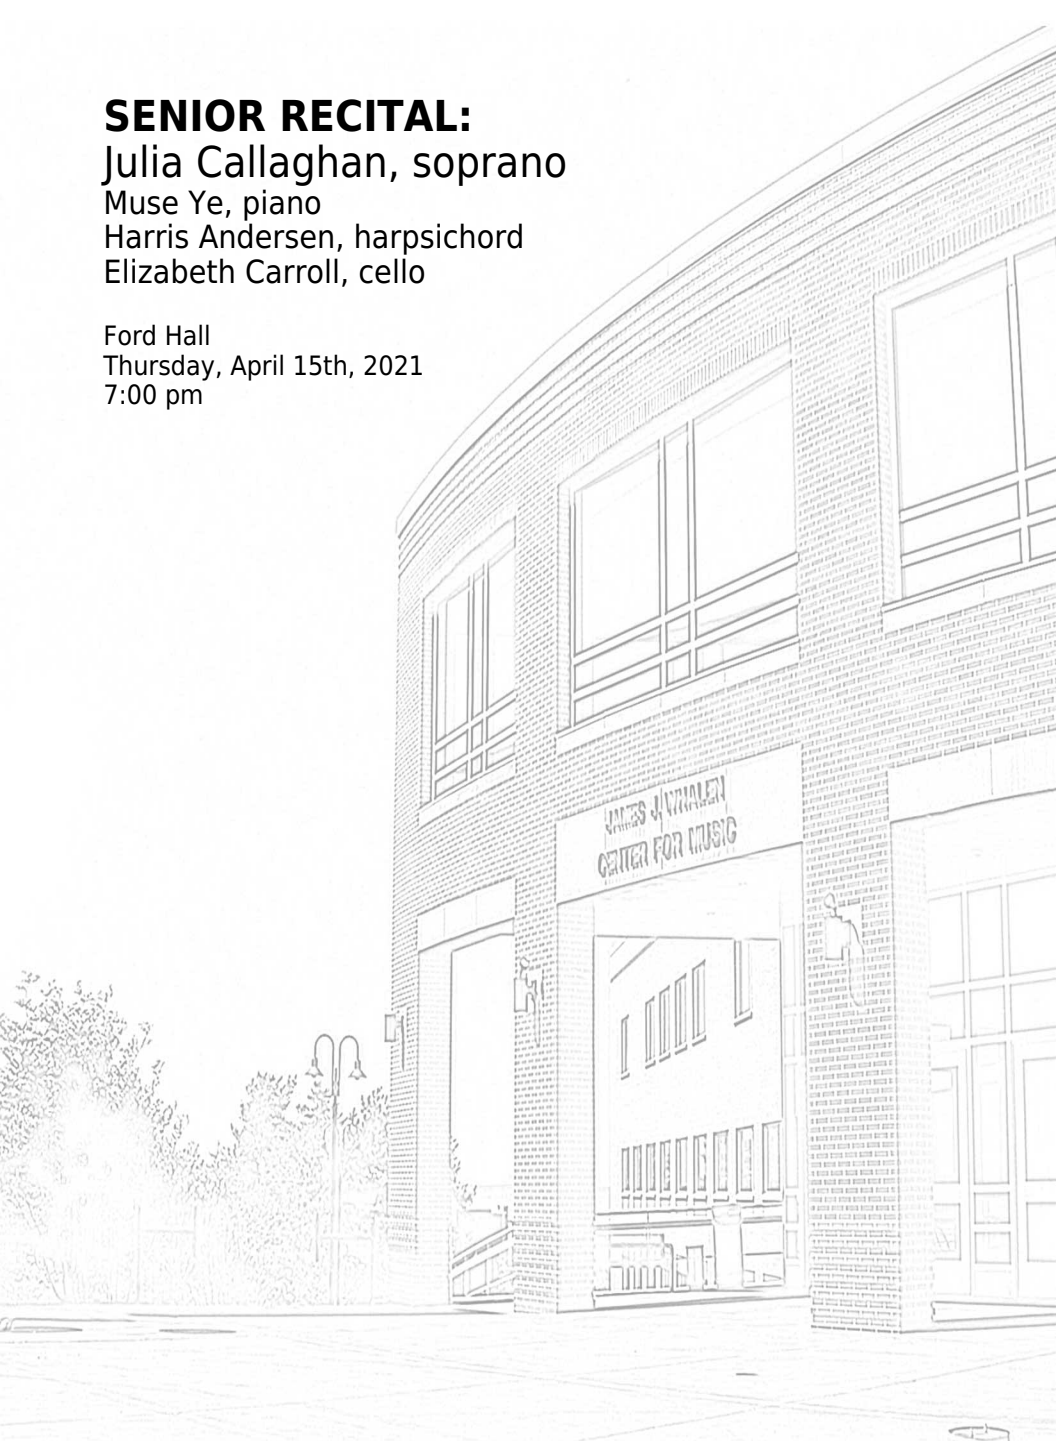 SENIOR RECITAL:
Julia Callaghan, soprano
Muse Ye, piano
Harris Andersen, harpsichord
Elizabeth Carroll, cello
Ford Hall
Thursday, April 15th, 2021
7:00 pm
JAMES J. WHALEN
CENTER FOR MUSIC